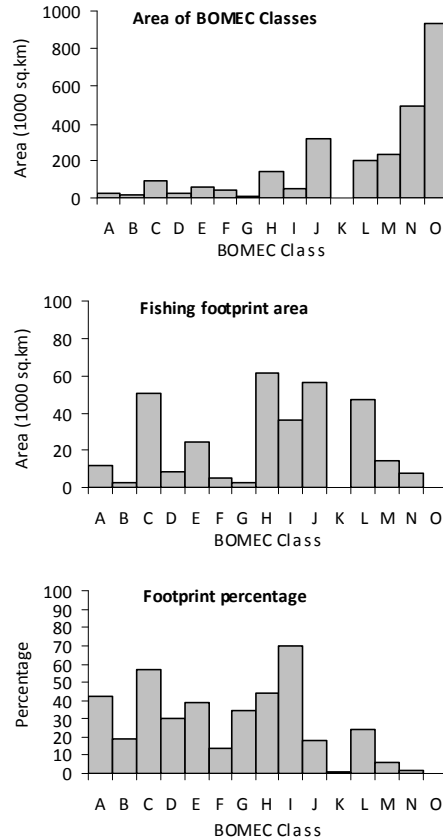 Area of BOMEC Classes
Area (1000 sq.km)
1000
800
600
400
200
0
A B C D E F G H I J K L M N O
BOMEC Class
Fishing footprint area
Area (1000 sq.km)
100
80
60
40
20
0
A B C D E F G H I J K L M N O
BOMEC Class
Footprint percentage
Percentage
100
90
80
70
60
50
40
30
20
10
0
A B C D E F G H I J K L M N O
BOMEC Class